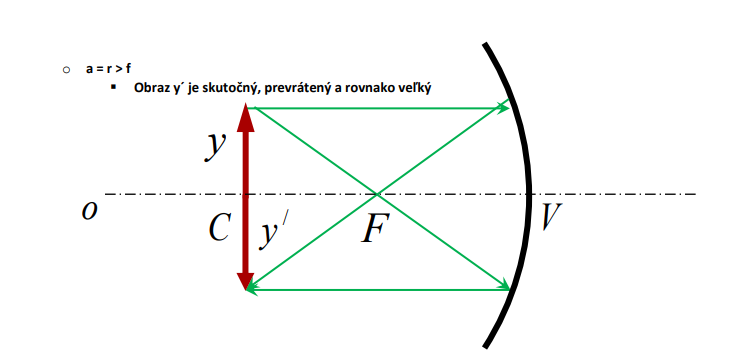 ○ a = r > f
▪ Obraz y´ je skutočný, prevrátený a rovnako veľký
y
o
C
y/
F
V